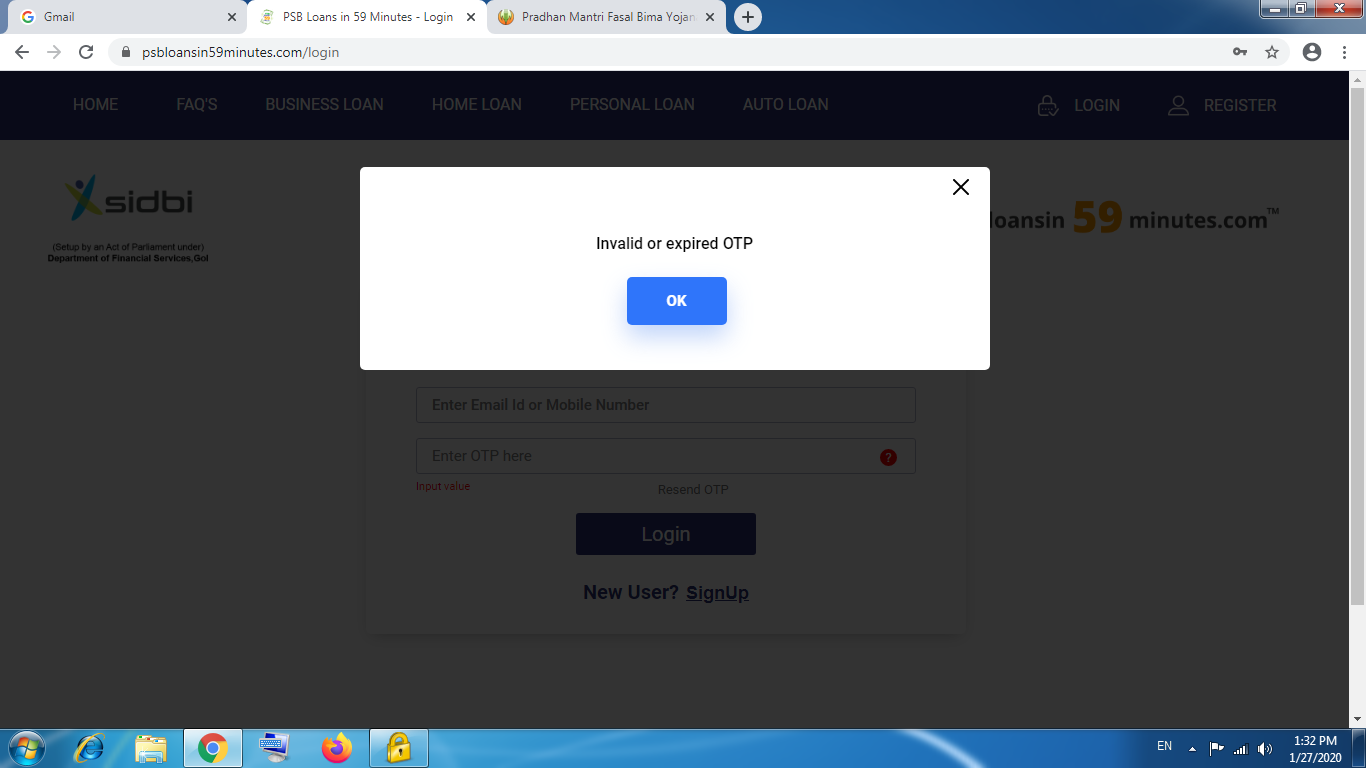 Gmail
PSB Loans in 59 Minutes - Login
Pradhan Mantri Fasal Bima Yojan
psbloansin59minutes.com/login
HOME FAQ'S BUSINESS LOAN HOME LOAN PERSONAL LOAN AUTO LOAN LOGIN REGISTER
sidbi
(Setup by an Act of Parliament under)
Department of Financial Services,GoI
loansin 59 minutes.com™
Invalid or expired OTP
OK
Enter Email Id or Mobile Number
Enter OTP here ?
Input value
Resend OTP
Login
New User? SignUp
EN
1:32 PM
1/27/2020